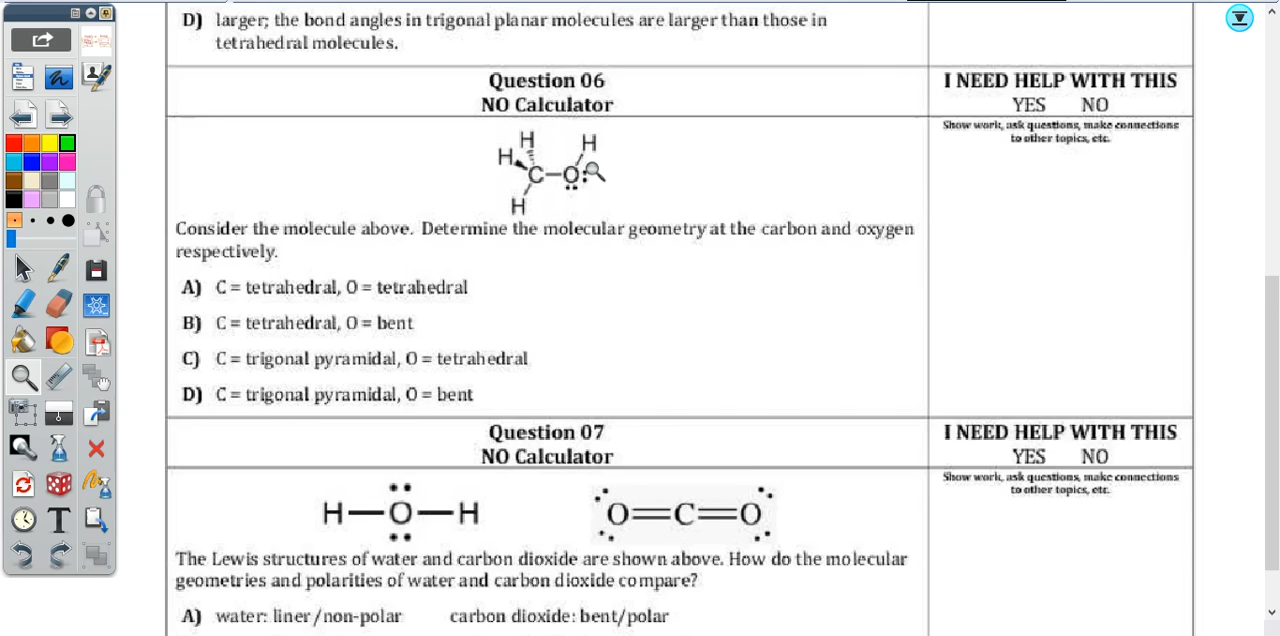 D) larger; the bond angles in trigonal planar molecules are larger than those in
tetrahedral molecules.
Question 06
NO Calculator
I NEED HELP WITH THIS
YES NO
Show work, ask questions, make connections
to other topics, etc.
H
H
H
C
O
H
Consider the molecule above. Determine the molecular geometry at the carbon and oxygen
respectively.
A) C = tetrahedral, O = tetrahedral
B) C = tetrahedral, O = bent
C) C = trigonal pyramidal, O = tetrahedral
D) C = trigonal pyramidal, O = bent
Question 07
NO Calculator
I NEED HELP WITH THIS
YES NO
Show work, ask questions, make connections
to other topics, etc.
H—O—H
O=C=O
The Lewis structures of water and carbon dioxide are shown above. How do the molecular
geometries and polarities of water and carbon dioxide compare?
A) water: liner/non-polar carbon dioxide: bent/polar